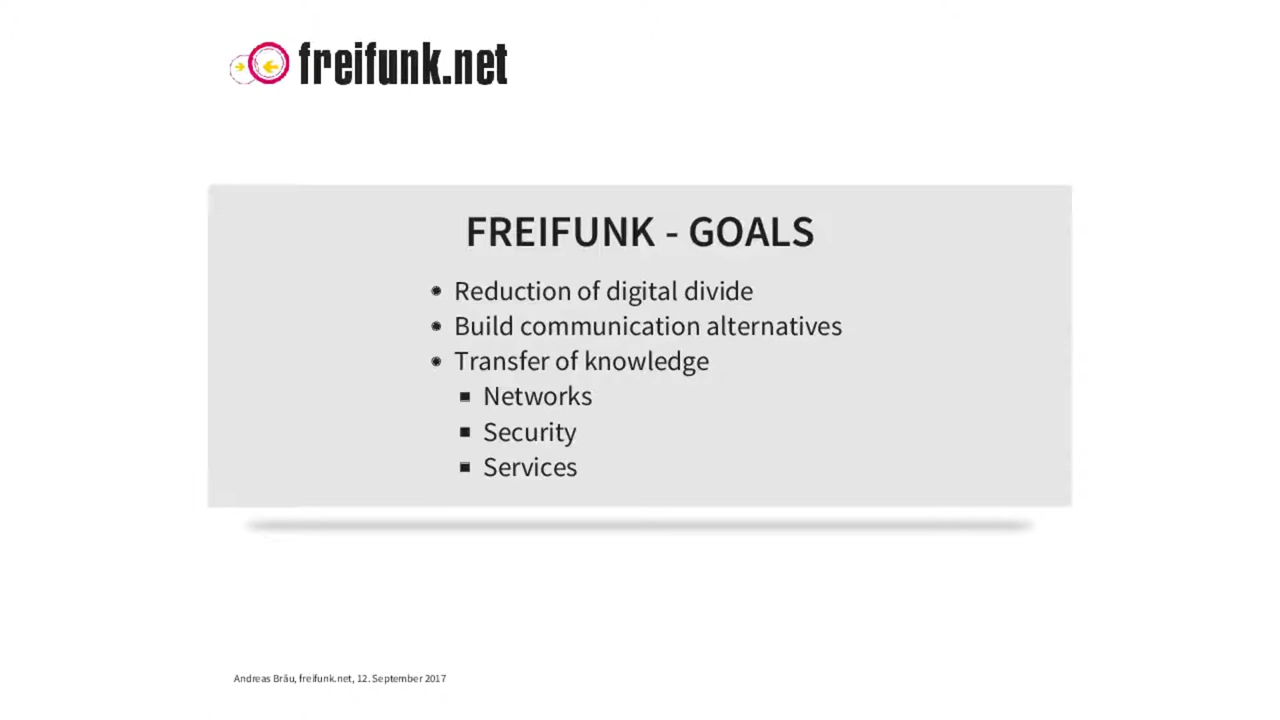 freifunk.net
FREIFUNK - GOALS
Reduction of digital divide
Build communication alternatives
Transfer of knowledge
Networks
Security
Services
Andreas Bräu, freifunk.net, 12. September 2017